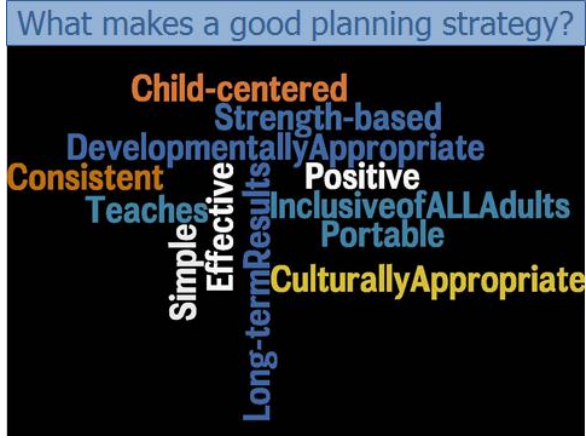 What makes a good planning strategy?
Child-centered
Strength-based
DevelopmentallyAppropriate
Consistent
Positive
Teaches
InclusiveofALLAdults
Portable
Simple
Effective
Long-termResults
CulturallyAppropriate